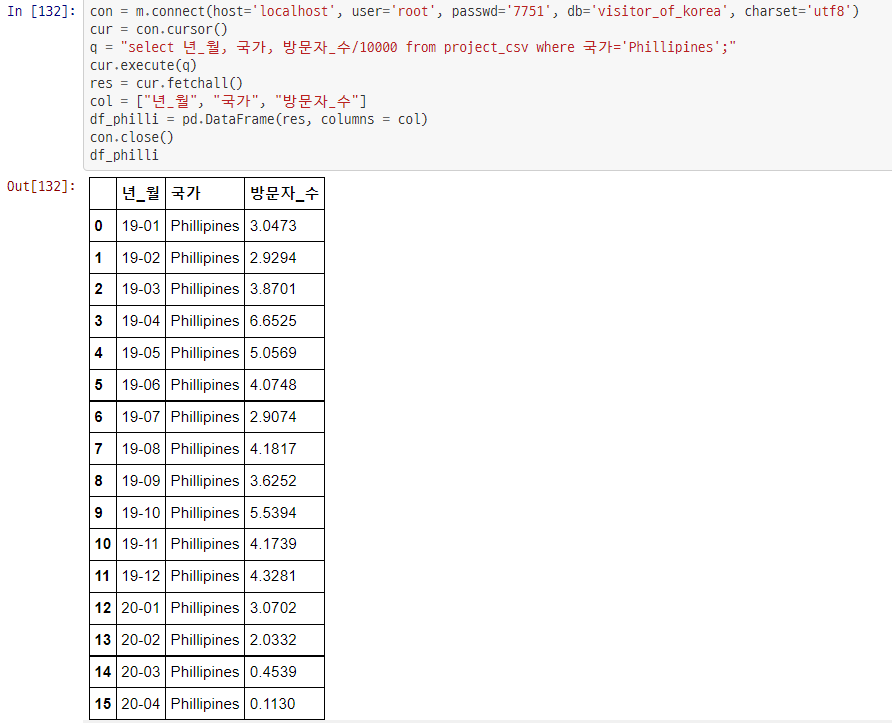 In [132]: con = m.connect(host='localhost', user='root', passwd='7751', db='visitor_of_korea', charset='utf8')
cur = con.cursor()
q = "select 년_월, 국가, 방문자_수/10000 from project_csv where 국가='Phillipines';"
cur.execute(q)
res = cur.fetchall()
col = ["년_월", "국가", "방문자_수"]
df_philli = pd.DataFrame(res, columns = col)
con.close()
df_philli
Out[132]:
년_월 국가 방문자_수
0 19-01 Phillipines 3.0473
1 19-02 Phillipines 2.9294
2 19-03 Phillipines 3.8701
3 19-04 Phillipines 6.6525
4 19-05 Phillipines 5.0569
5 19-06 Phillipines 4.0748
6 19-07 Phillipines 2.9074
7 19-08 Phillipines 4.1817
8 19-09 Phillipines 3.6252
9 19-10 Phillipines 5.5394
10 19-11 Phillipines 4.1739
11 19-12 Phillipines 4.3281
12 20-01 Phillipines 3.0702
13 20-02 Phillipines 2.0332
14 20-03 Phillipines 0.4539
15 20-04 Phillipines 0.1130